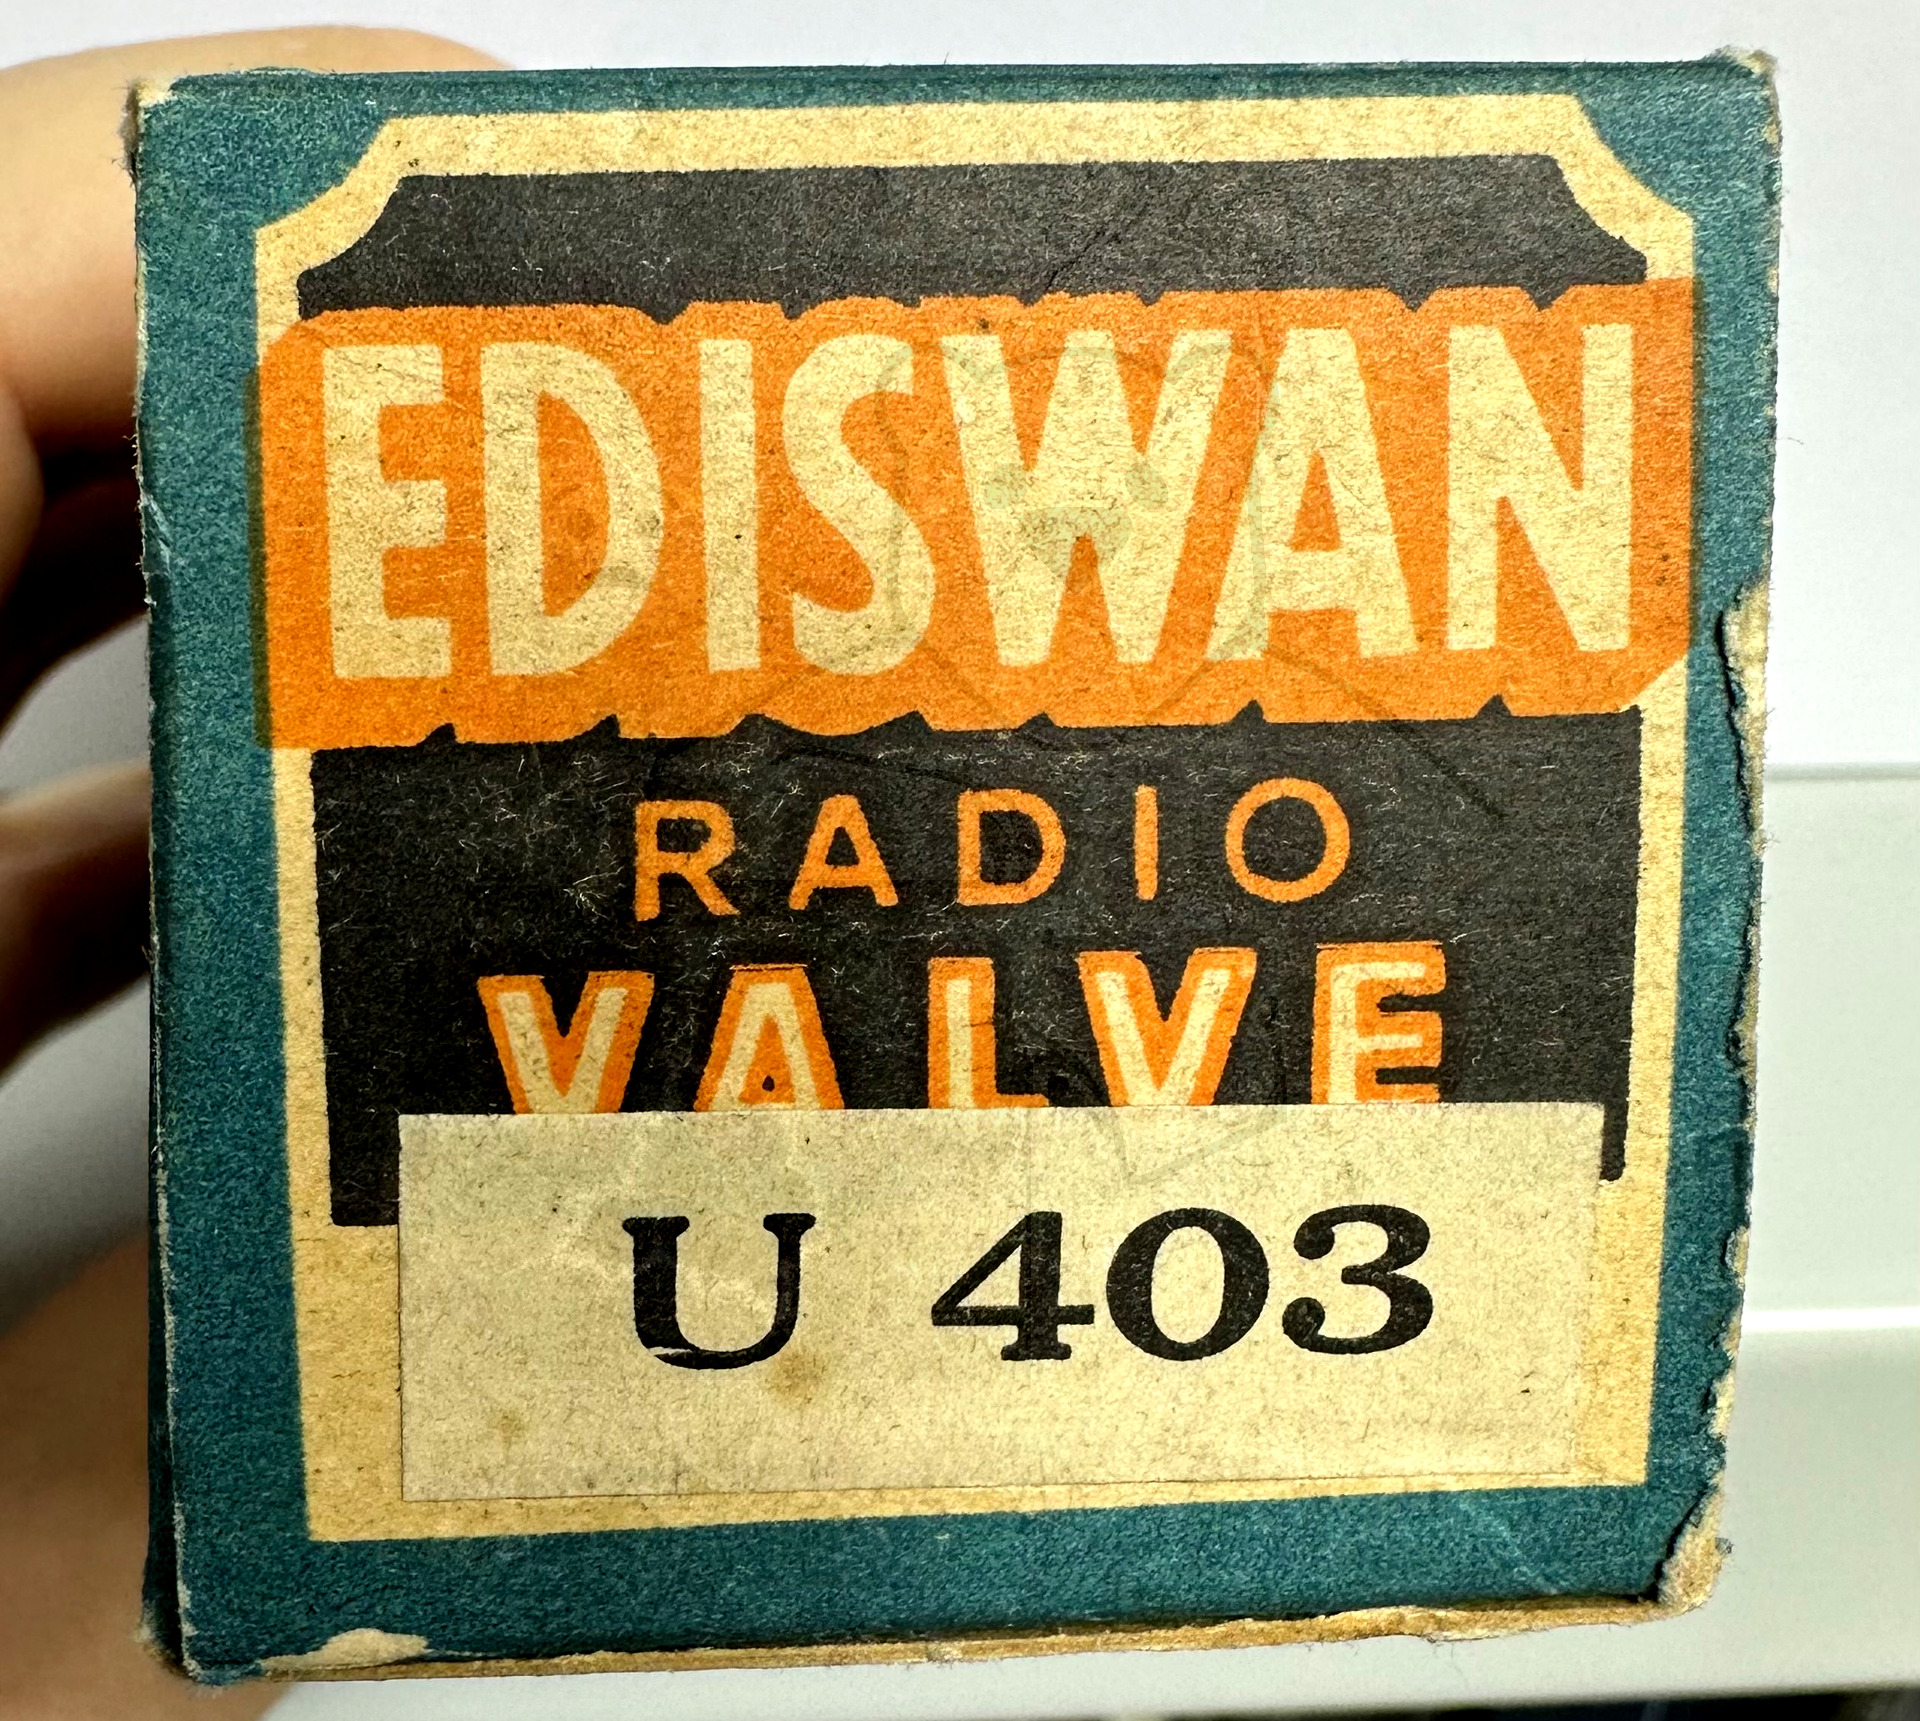 EDISWAN
RADIO
VALVE
U 403